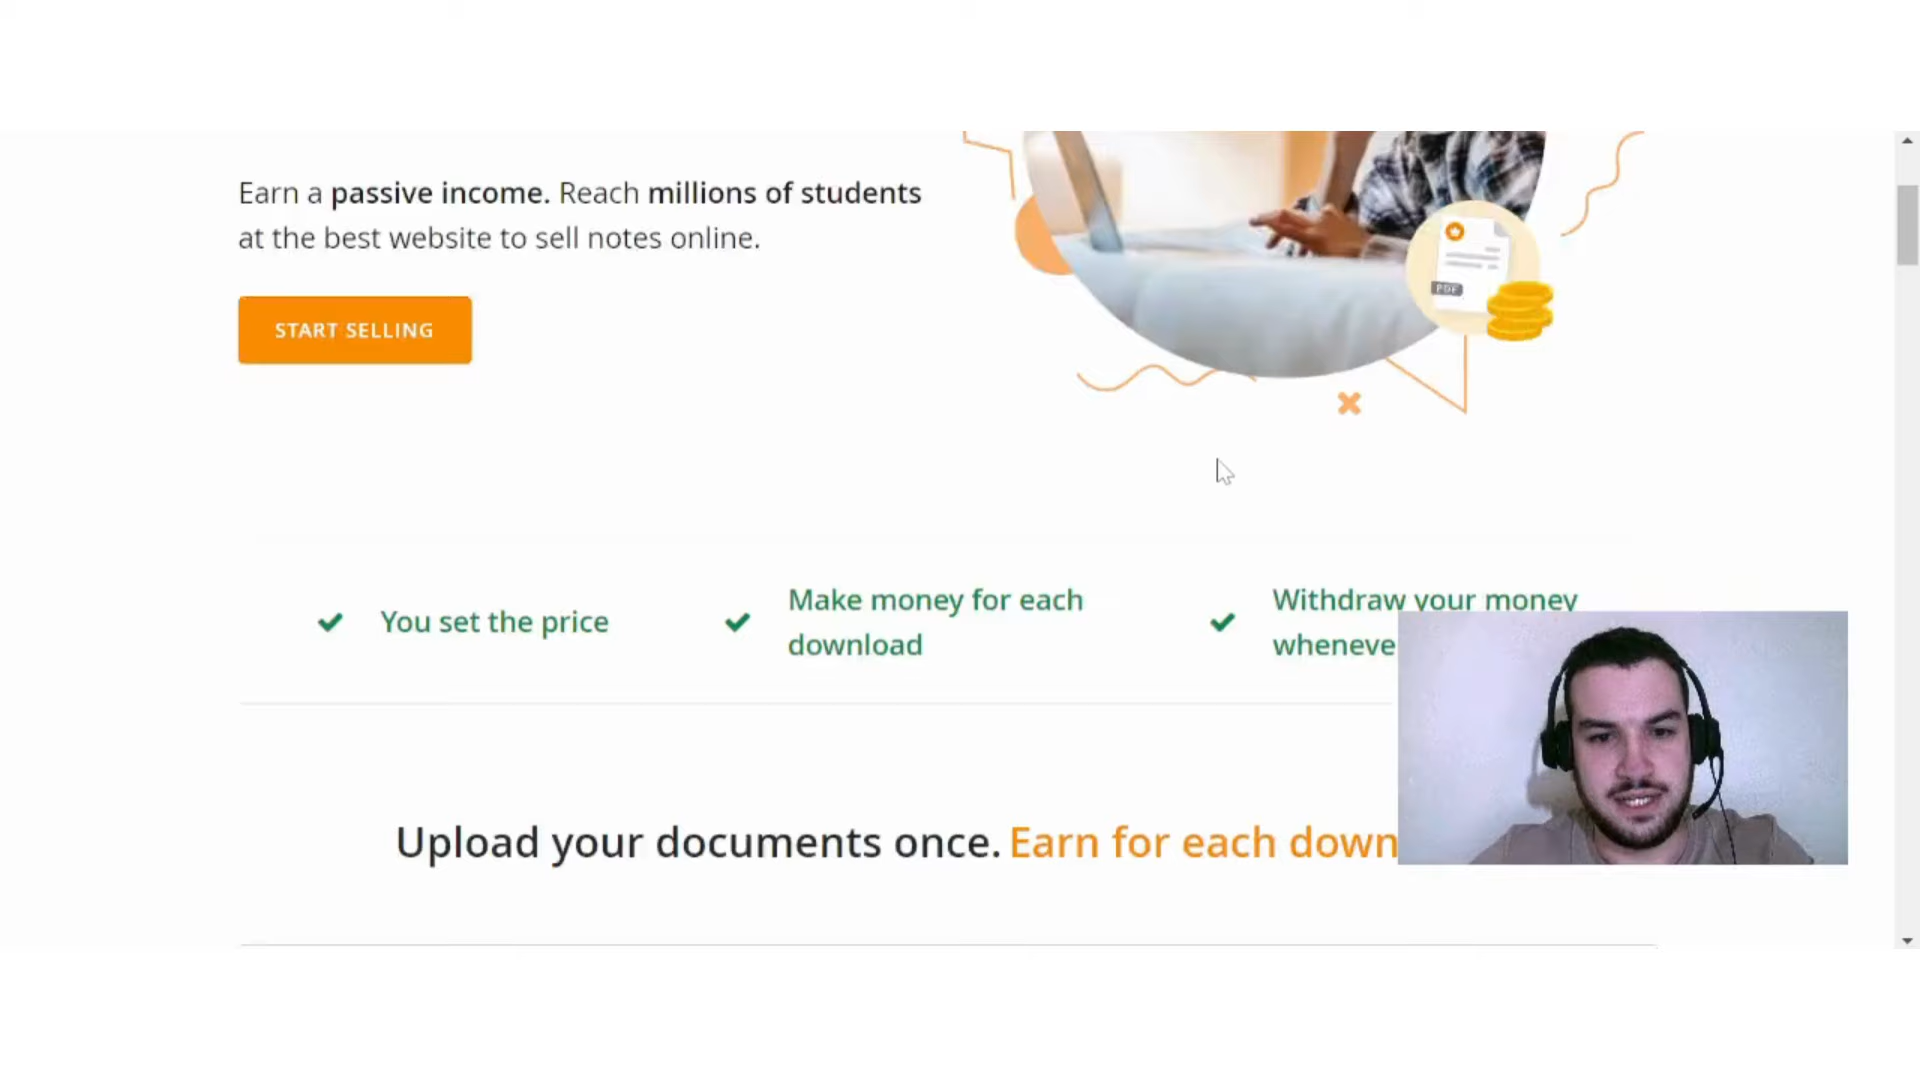 Earn a passive income. Reach millions of students
at the best website to sell notes online.
START SELLING
PDF
You set the price
Make money for each
download
Withdraw your money
wheneve
Upload your documents once. Earn for each down